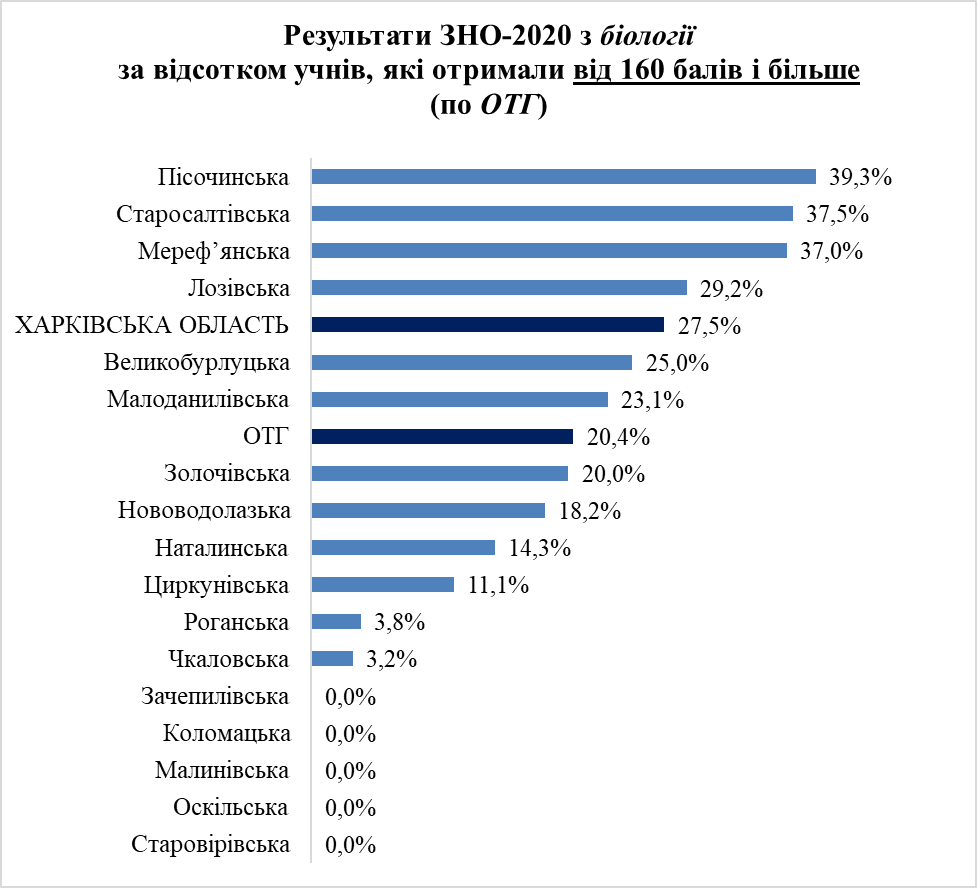 Результати ЗНО-2020 з біології
за відсотком учнів, які отримали від 160 балів і більше
(по ОТГ)
Пісочинська 39,3%
Старосалтівська 37,5%
Мереф’янська 37,0%
Лозівська 29,2%
ХАРКІВСЬКА ОБЛАСТЬ 27,5%
Великобурлуцька 25,0%
Малоданилівська 23,1%
ОТГ 20,4%
Золочівська 20,0%
Нововодолазька 18,2%
Наталинська 14,3%
Циркунівська 11,1%
Роганська 3,8%
Чкаловська 3,2%
Зачепилівська 0,0%
Коломацька 0,0%
Малинівська 0,0%
Оскільська 0,0%
Старовірівська 0,0%